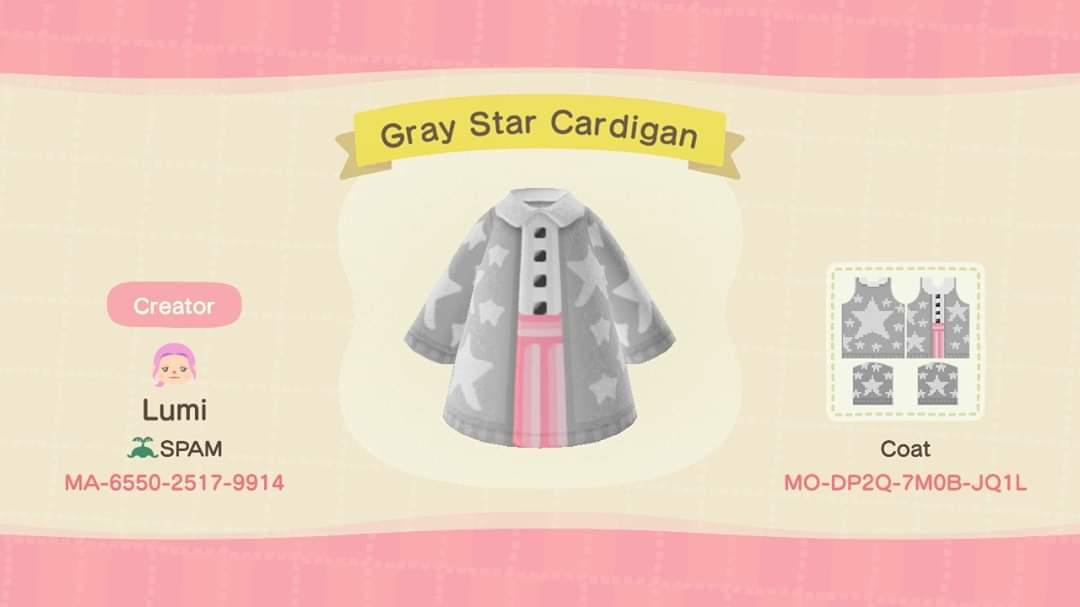 Gray Star Cardigan
Creator
Lumi
SPAM
MA-6550-2517-9914
Coat
MO-DP2Q-7M0B-JQ1L